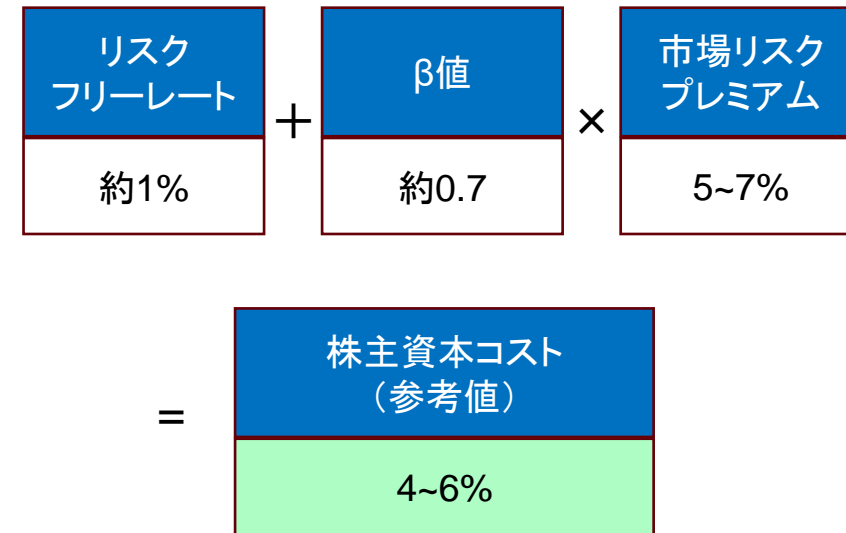 リスク
フリーレート
+
β値
×
市場リスク
プレミアム
約1%
約0.7
5~7%
=
株主資本コスト
（参考値）
4~6%